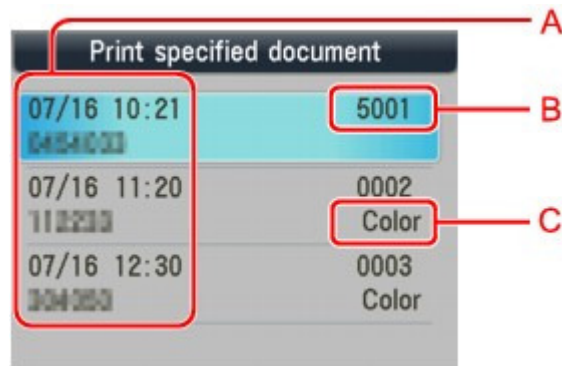 A
Print specified document
07/16 10:21 5001
B
07/16 11:20 0002
Color
C
07/16 12:30 0003
Color